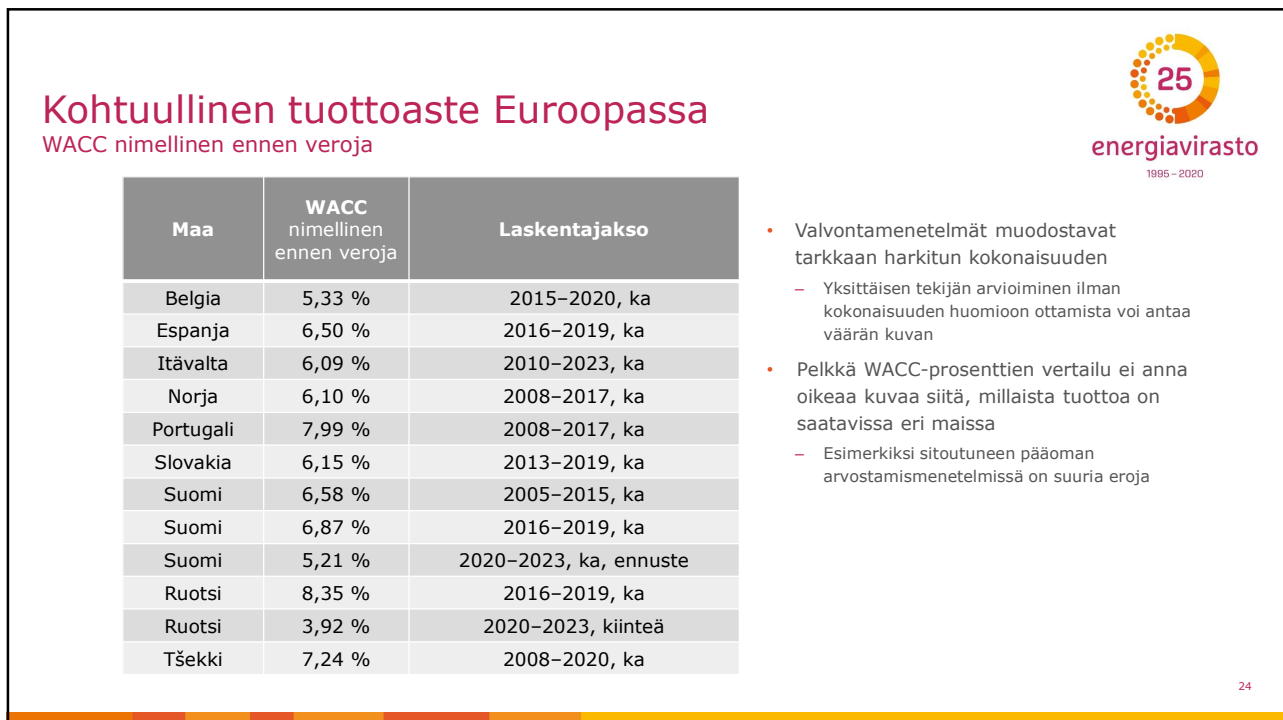 Kohtuullinen tuottoaste Euroopassa
WACC nimellinen ennen veroja
25
energiavirasto
1995–2020
Maa WACC nimellinen ennen veroja Laskentajakso
Belgia 5,33 % 2015–2020, ka
Espanja 6,50 % 2016–2019, ka
Itävalta 6,09 % 2010–2023, ka
Norja 6,10 % 2008–2017, ka
Portugali 7,99 % 2008–2017, ka
Slovakia 6,15 % 2013–2019, ka
Suomi 6,58 % 2005–2015, ka
Suomi 6,87 % 2016–2019, ka
Suomi 5,21 % 2020–2023, ka, ennuste
Ruotsi 8,35 % 2016–2019, ka
Ruotsi 3,92 % 2020–2023, kiinteä
Tšekki 7,24 % 2008–2020, ka
• Valvontamenetelmät muodostavat
tarkkaan harkitun kokonaisuuden
– Yksittäisen tekijän arvioiminen ilman
kokonaisuuden huomioon ottamista voi antaa
väärän kuvan
• Pelkkä WACC-prosenttien vertailu ei anna
oikeaa kuvaa siitä, millaista tuottoa on
saatavissa eri maissa
– Esimerkiksi sitoutuneen pääoman
arvostamismenetelmissä on suuria eroja
24